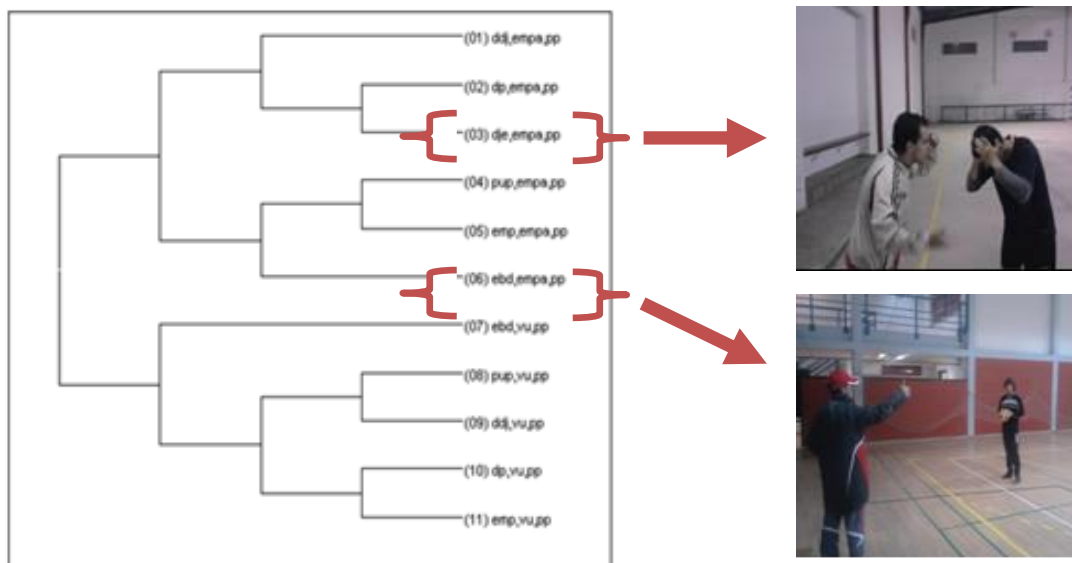 (01) ddj,empa,pp
(02) dp,empa,pp
(03) dje,empa,pp
(04) pup,empa,pp
(05) emp,empa,pp
(06) ebd,empa,pp
(07) ebd,vu,pp
(08) pup,vu,pp
(09) ddj,vu,pp
(10) dp,vu,pp
(11) emp,vu,pp